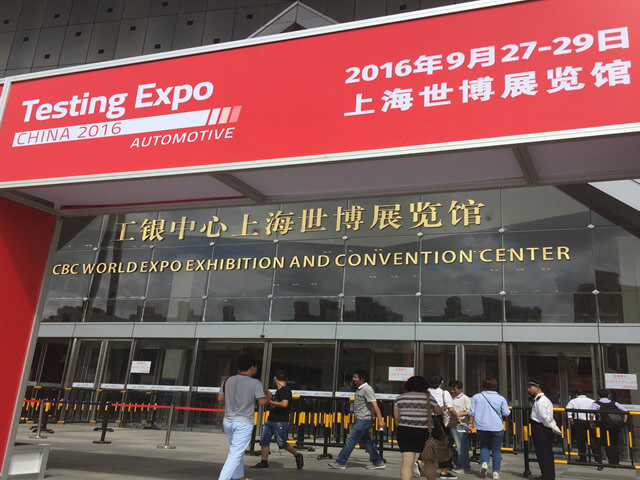 Testing Expo
CHINA 2016
AUTOMOTIVE
2016年9月27-29日
上海世博展览馆
工银中心上海世博展览馆
CBC WORLD EXPO EXHIBITION AND CONVENTION CENTER